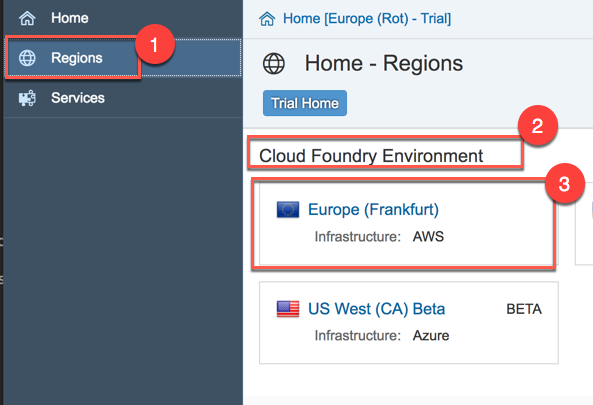 Home
Regions
Services
1
Home [Europe (Rot) - Trial]
Home - Regions
Trial Home
2
Cloud Foundry Environment
3
Europe (Frankfurt)
Infrastructure: AWS
US West (CA) Beta BETA
Infrastructure: Azure